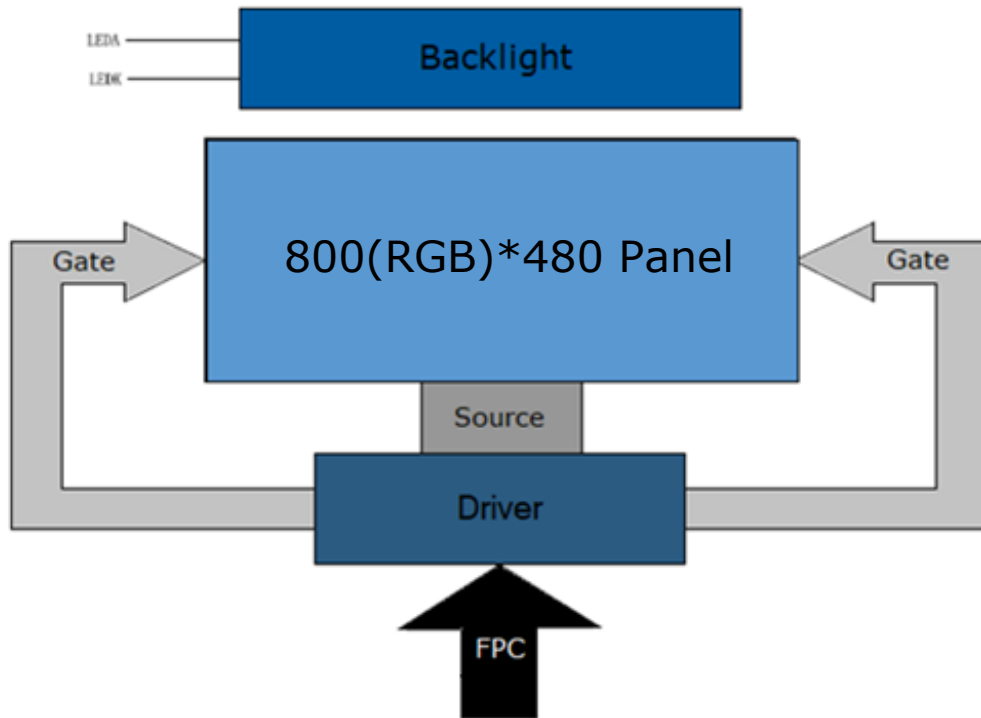 LEDA
LEDK
Backlight
800(RGB)*480 Panel
Gate
Gate
Source
Driver
FPC